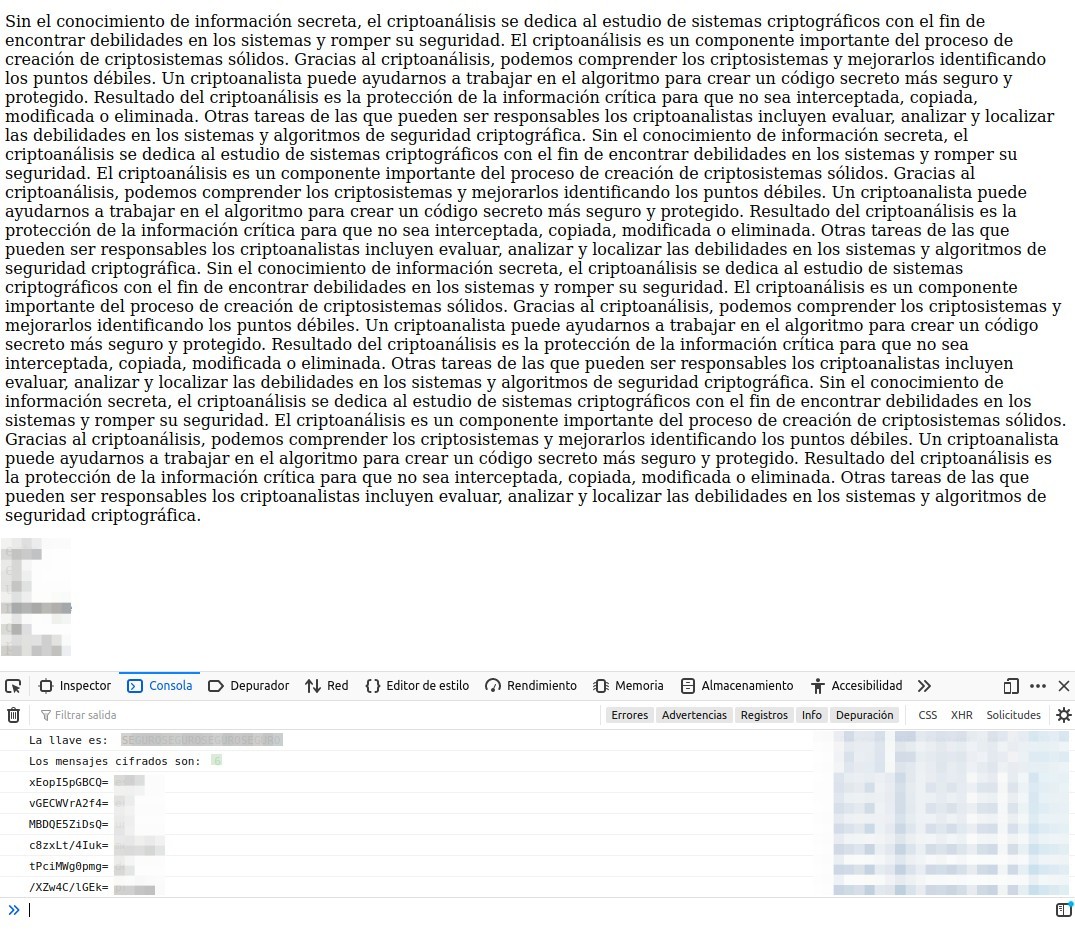 Sin el conocimiento de información secreta, el criptoanálisis se dedica al estudio de sistemas criptográficos con el fin de
encontrar debilidades en los sistemas y romper su seguridad. El criptoanálisis es un componente importante del proceso de
creación de criptosistemas sólidos. Gracias al criptoanálisis, podemos comprender los criptosistemas y mejorarlos identificando
los puntos débiles. Un criptoanalista puede ayudarnos a trabajar en el algoritmo para crear un código secreto más seguro y
protegido. Resultado del criptoanálisis es la protección de la información crítica para que no sea interceptada, copiada,
modificada o eliminada. Otras tareas de las que pueden ser responsables los criptoanalistas incluyen evaluar, analizar y localizar
las debilidades en los sistemas y algoritmos de seguridad criptográfica. Sin el conocimiento de información secreta, el
criptoanálisis se dedica al estudio de sistemas criptográficos con el fin de encontrar debilidades en los sistemas y romper su
seguridad. El criptoanálisis es un componente importante del proceso de creación de criptosistemas sólidos. Gracias al
criptoanálisis, podemos comprender los criptosistemas y mejorarlos identificando los puntos débiles. Un criptoanalista puede
ayudarnos a trabajar en el algoritmo para crear un código secreto más seguro y protegido. Resultado del criptoanálisis es la
protección de la información crítica para que no sea interceptada, copiada, modificada o eliminada. Otras tareas de las que
pueden ser responsables los criptoanalistas incluyen evaluar, analizar y localizar las debilidades en los sistemas y algoritmos de
seguridad criptográfica. Sin el conocimiento de información secreta, el criptoanálisis se dedica al estudio de sistemas
criptográficos con el fin de encontrar debilidades en los sistemas y romper su seguridad. El criptoanálisis es un componente
importante del proceso de creación de criptosistemas sólidos. Gracias al criptoanálisis, podemos comprender los criptosistemas y
mejorarlos identificando los puntos débiles. Un criptoanalista puede ayudarnos a trabajar en el algoritmo para crear un código
secreto más seguro y protegido. Resultado del criptoanálisis es la protección de la información crítica para que no sea
interceptada, copiada, modificada o eliminada. Otras tareas de las que pueden ser responsables los criptoanalistas incluyen
evaluar, analizar y localizar las debilidades en los sistemas y algoritmos de seguridad criptográfica. Sin el conocimiento de
información secreta, el criptoanálisis se dedica al estudio de sistemas criptográficos con el fin de encontrar debilidades en los
sistemas y romper su seguridad. El criptoanálisis es un componente importante del proceso de creación de criptosistemas sólidos.
Gracias al criptoanálisis, podemos comprender los criptosistemas y mejorarlos identificando los puntos débiles. Un criptoanalista
puede ayudarnos a trabajar en el algoritmo para crear un código secreto más seguro y protegido. Resultado del criptoanálisis es
la protección de la información crítica para que no sea interceptada, copiada, modificada o eliminada. Otras tareas de las que
pueden ser responsables los criptoanalistas incluyen evaluar, analizar y localizar las debilidades en los sistemas y algoritmos de
seguridad criptográfica.
Inspector Consola Depurador Red Editor de estilo Rendimiento Memoria Almacenamiento Accesibilidad
Filtrar salida Errores Advertencias Registros Info Depuración CSS XHR Solicitudes
La llave es: SEGUROSEGUROSEGUROSEGURO
Los mensajes cifrados son: 6
xEopI5pGBCQ=
vGECWVrA2f4=
MBDQE5ZiDsQ=
c8zxLt/4Iuk=
tPciMWg0pmg=
/XZw4C/lGEk=